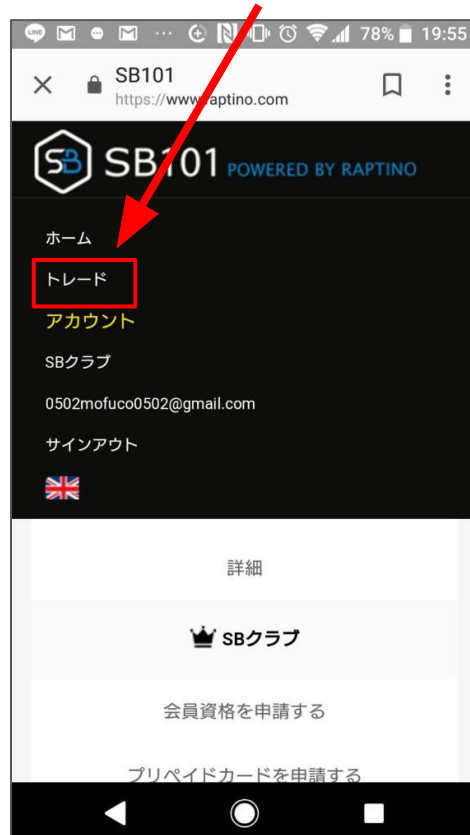 LINE
78% 19:55
SB101
https://www.raptino.com
SB SB101 POWERED BY RAPTINO
ホーム
トレード
アカウント
SBクラブ
0502mofuco0502@gmail.com
サインアウト
詳細
SBクラブ
会員資格を申請する
プリペイドカードを申請する